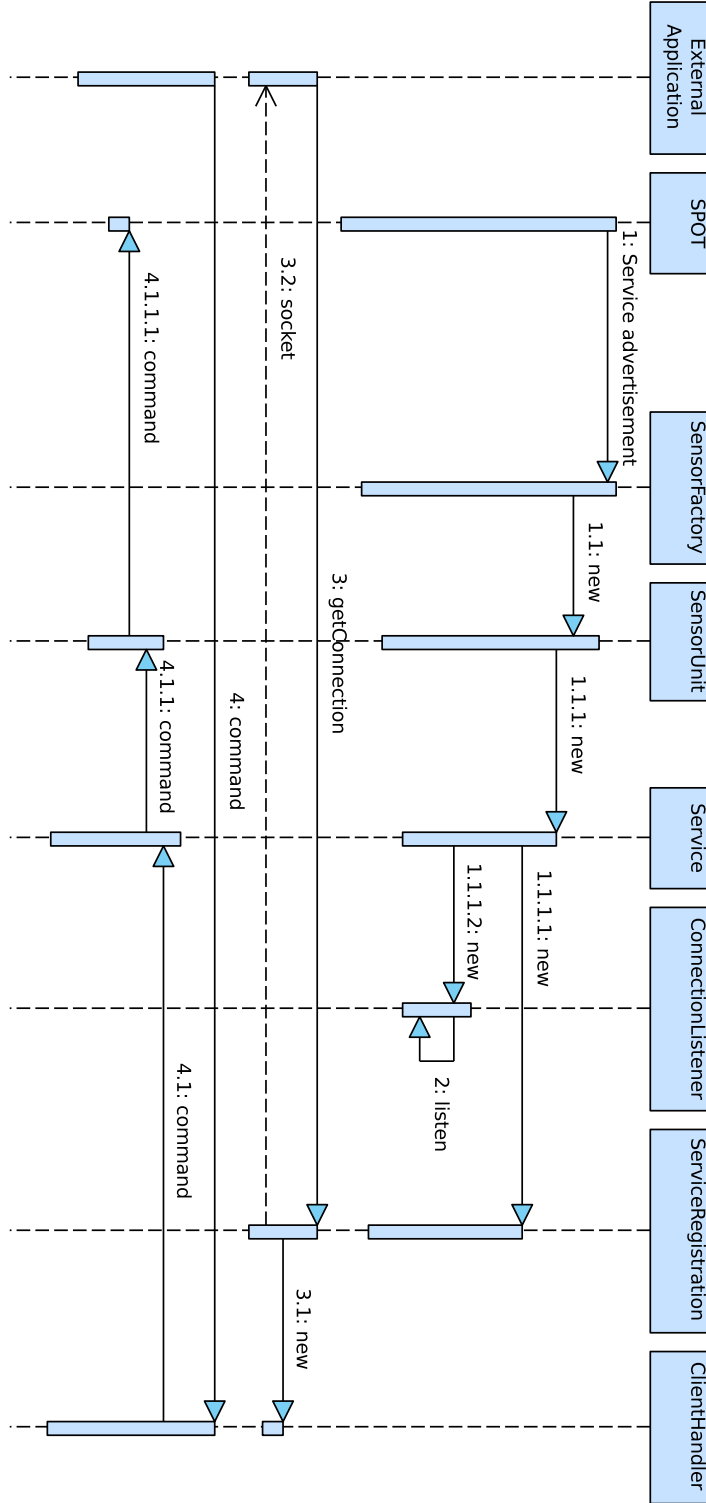 External
Application
SPOT
SensorFactory
SensorUnit
Service
ConnectionListener
ServiceRegistration
ClientHandler
1: Service advertisement
1.1: new
1.1.1: new
1.1.1.1: new
1.1.1.2: new
2: listen
3: getConnection
3.1: new
3.2: socket
4: command
4.1: command
4.1.1: command
4.1.1.1: command